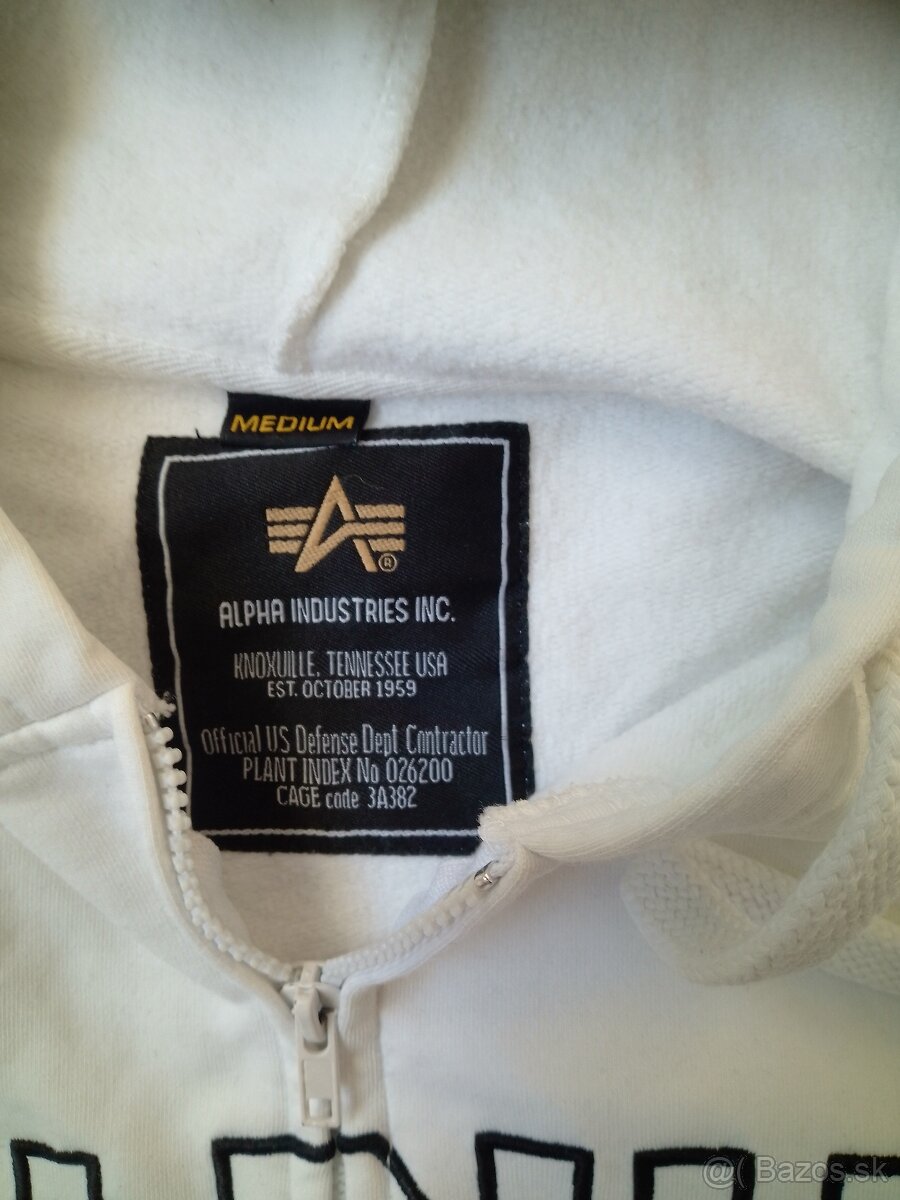 MEDIUM
®
ALPHA INDUSTRIES INC.
KNOXUILLE, TENNESSEE USA
EST. OCTOBER 1959
Official US Defense Dept Contractor
PLANT INDEX No 026200
CAGE code 3A382
@( Bazos.sk